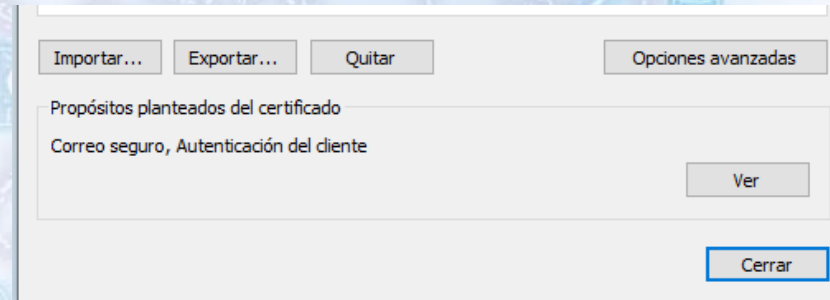 Importar... Exportar... Quitar Opciones avanzadas
Propósitos planteados del certificado
Correo seguro, Autenticación del cliente
Ver
Cerrar